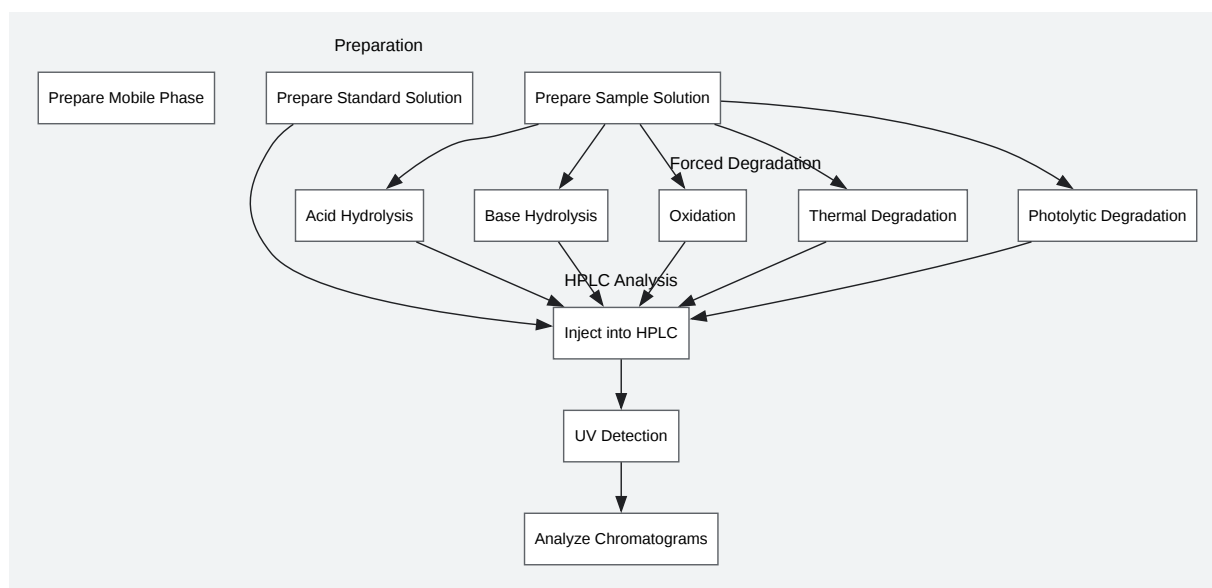 Preparation
Prepare Mobile Phase
Prepare Standard Solution
Prepare Sample Solution
Forced Degradation
Acid Hydrolysis
Base Hydrolysis
Oxidation
Thermal Degradation
Photolytic Degradation
HPLC Analysis
Inject into HPLC
UV Detection
Analyze Chromatograms